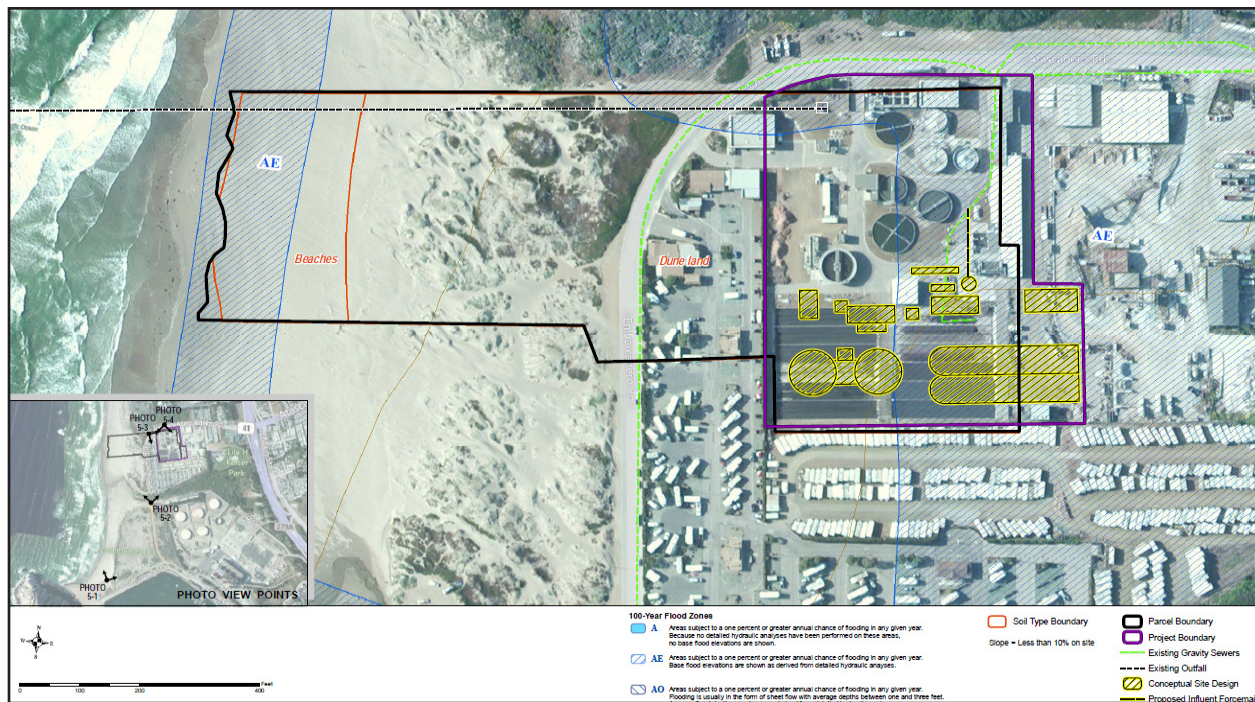 Atascadero Rd
fic Ocean
AE
Beaches
Dune land
AE
PHOTO
5-4
PHOTO
5-3
41
Lila H
Keiser
Park
PHOTO
5-2
PHOTO
5-1
PHOTO VIEW POINTS
N
W E
S
Feet
0 100 200 400
100-Year Flood Zones
A Areas subject to a one percent or greater annual chance of flooding in any given year.
Because no detailed hydraulic analyses have been performed on these areas,
no base flood elevations are shown.
AE Areas subject to a one percent or greater annual chance of flooding in any given year.
Base flood elevations are shown as derived from detailed hydraulic anayses.
AO Areas subject to a one percent or greater annual chance of flooding in any given year.
Flooding is usually in the form of sheet flow with average depths between one and three feet.
Soil Type Boundary
Slope = Less than 10% on site
Parcel Boundary
Project Boundary
Existing Gravity Sewers
Existing Outfall
Conceptual Site Design
Proposed Influent Forcemai